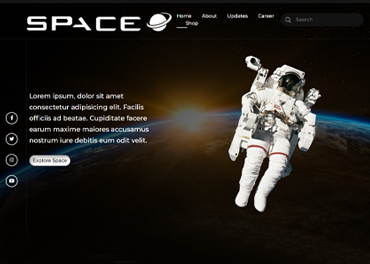 SPACE
Home About Updates Career
Shop
Search
Lorem ipsum, dolor sit amet
consectetur adipisicing elit. Facilis
officiis ad beatae. Cupiditate facere
earum maxime maiores accusamus
nostrum iure debitis eum odit velit.
Explore Space